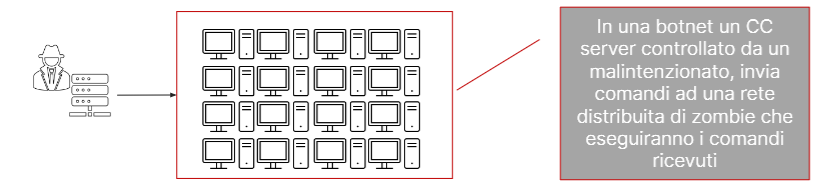 In una botnet un CC
server controllato da un
malintenzionato, invia
comandi ad una rete
distribuita di zombie che
eseguiranno i comandi
ricevuti